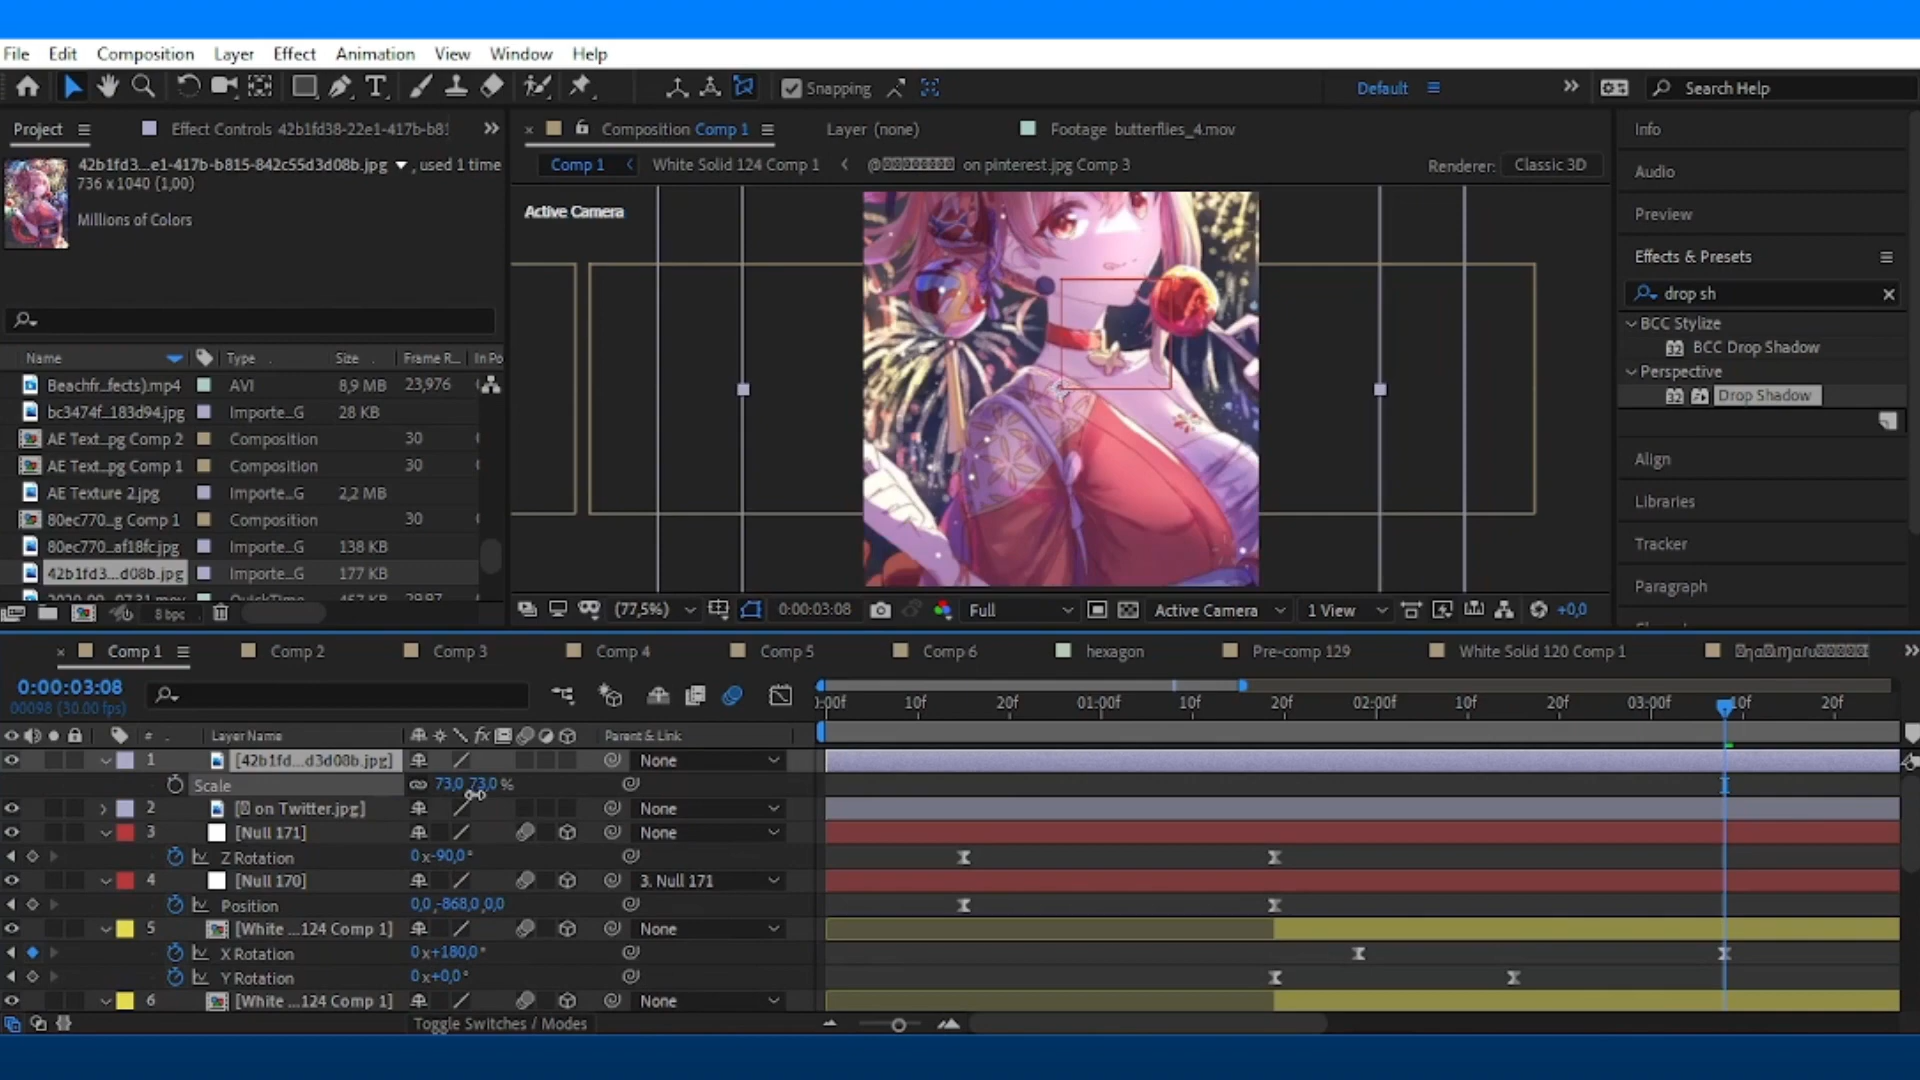 File Edit Composition Layer Effect Animation View Window Help
Snapping Default Search Help
Project Effect Controls 42b1fd38-22e1-417b-b8
Composition Comp 1 Layer (none) Footage butterflies_4.mov
Info
42b1fd3...e1-417b-b815-842c55d3d08b.jpg , used 1 time
736 x 1040 (1,00)
Millions of Colors
Comp 1 White Solid 124 Comp 1 on pinterest.jpg Comp 3 Renderer: Classic 3D
Active Camera
Audio
Preview
Effects & Presets
drop sh
BCC Stylize
32 BCC Drop Shadow
Perspective
32 Drop Shadow
Align
Libraries
Tracker
Paragraph
Name Type Size Frame R... In Po
Beachfr...fects).mp4 AVI 8,9 MB 23,976
bc3474f...183d94.jpg Importe...G 28 KB
AE Text...pg Comp 2 Composition 30
AE Text...pg Comp 1 Composition 30
AE Texture 2.jpg Importe...G 2,2 MB
80ec770...g Comp 1 Composition 30
80ec770...af18fc.jpg Importe...G 138 KB
42b1fd3...d08b.jpg Importe...G 177 KB
8 bpc
(77,5%) 0:00:03:08 Full Active Camera 1 View +0,0
Comp 1 Comp 2 Comp 3 Comp 4 Comp 5 Comp 6 hexagon Pre-comp 129 White Solid 120 Comp 1
0:00:03:08
00098 (30.00 fps)
:00f 10f 20f 01:00f 10f 20f 02:00f 10f 20f 03:00f 10f 20f
# Layer Name fx Parent & Link
1 [42b1fd...d3d08b.jpg] None
Scale 73,0 73,0 %
2 on Twitter.jpg] None
3 [Null 171] None
Z Rotation 0x-90,0°
4 [Null 170] 3. Null 171
Position 0,0,-868,0,0,0
5 [White ...124 Comp 1] None
X Rotation 0x+180,0°
Y Rotation 0x+0,0°
6 [White ...124 Comp 1] None
Toggle Switches / Modes